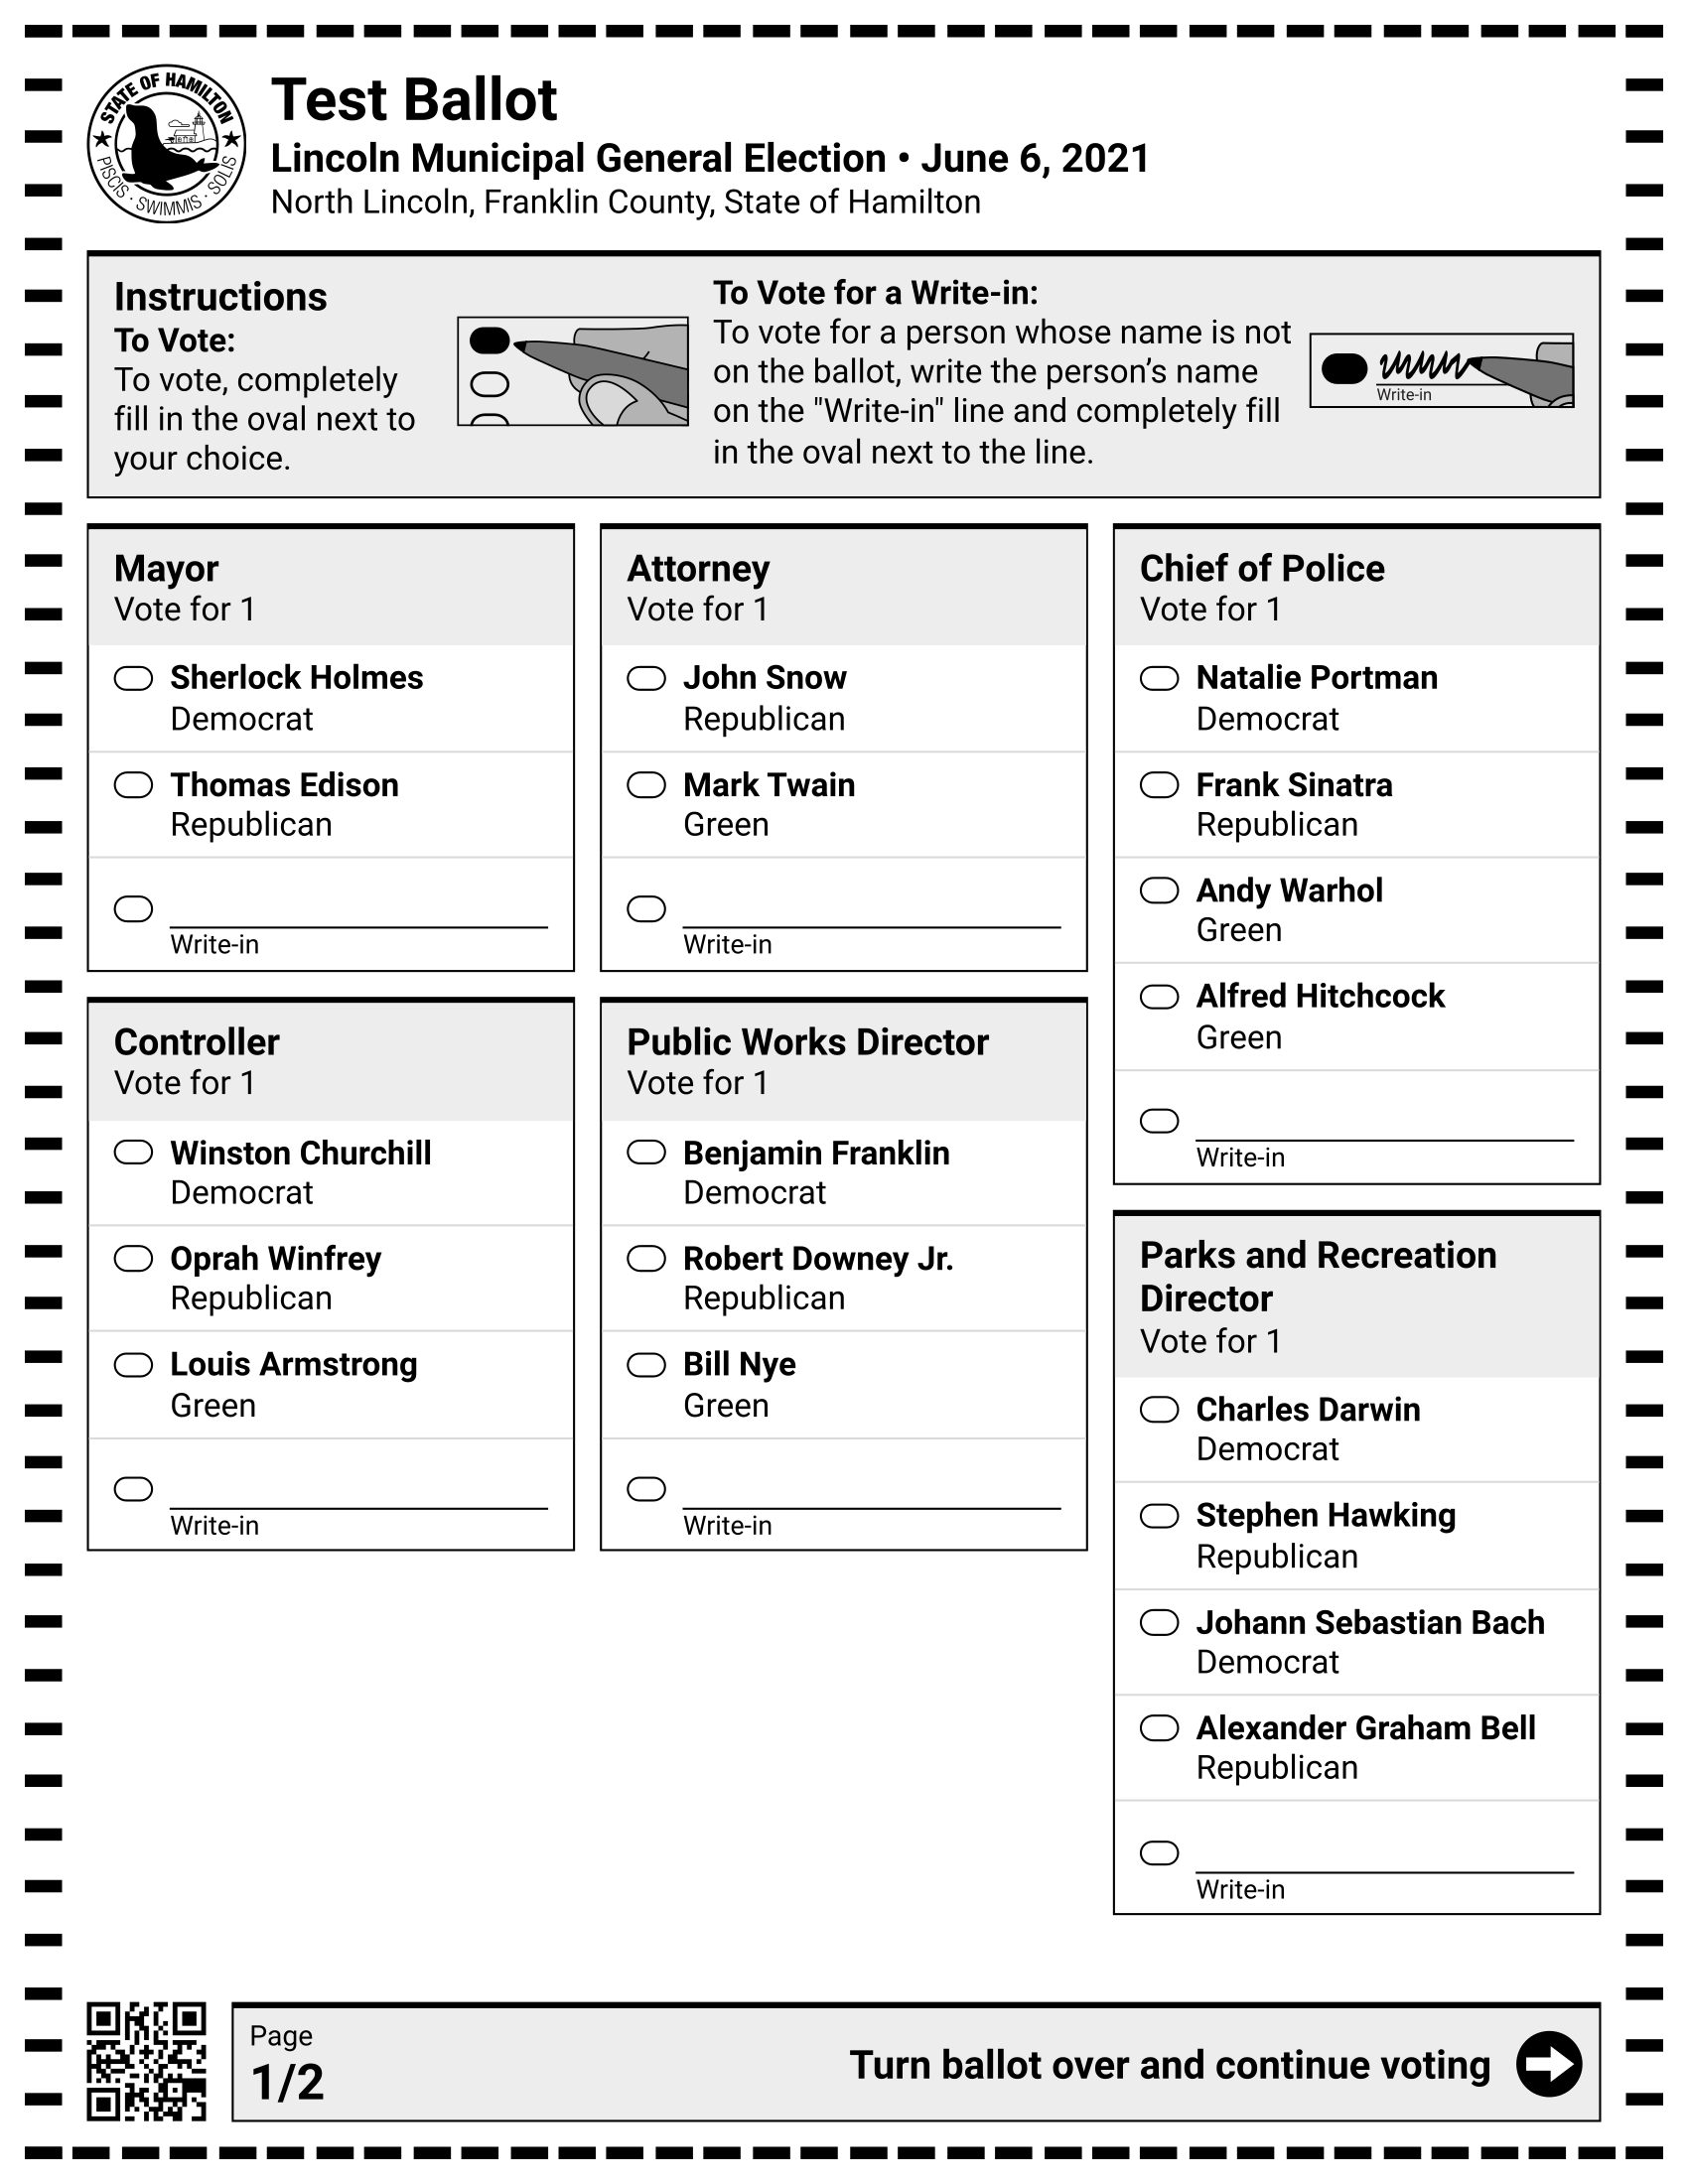 STATE OF HAMILTON
PISCIS · SWIMMIS · SOLIS
Test Ballot
Lincoln Municipal General Election • June 6, 2021
North Lincoln, Franklin County, State of Hamilton
Instructions
To Vote:
To vote, completely
fill in the oval next to
your choice.
To Vote for a Write-in:
To vote for a person whose name is not
on the ballot, write the person’s name
on the "Write-in" line and completely fill
in the oval next to the line.
Write-in
Mayor
Vote for 1
Sherlock Holmes
Democrat
Thomas Edison
Republican
Write-in
Controller
Vote for 1
Winston Churchill
Democrat
Oprah Winfrey
Republican
Louis Armstrong
Green
Write-in
Attorney
Vote for 1
John Snow
Republican
Mark Twain
Green
Write-in
Public Works Director
Vote for 1
Benjamin Franklin
Democrat
Robert Downey Jr.
Republican
Bill Nye
Green
Write-in
Chief of Police
Vote for 1
Natalie Portman
Democrat
Frank Sinatra
Republican
Andy Warhol
Green
Alfred Hitchcock
Green
Write-in
Parks and Recreation
Director
Vote for 1
Charles Darwin
Democrat
Stephen Hawking
Republican
Johann Sebastian Bach
Democrat
Alexander Graham Bell
Republican
Write-in
Page
1/2
Turn ballot over and continue voting